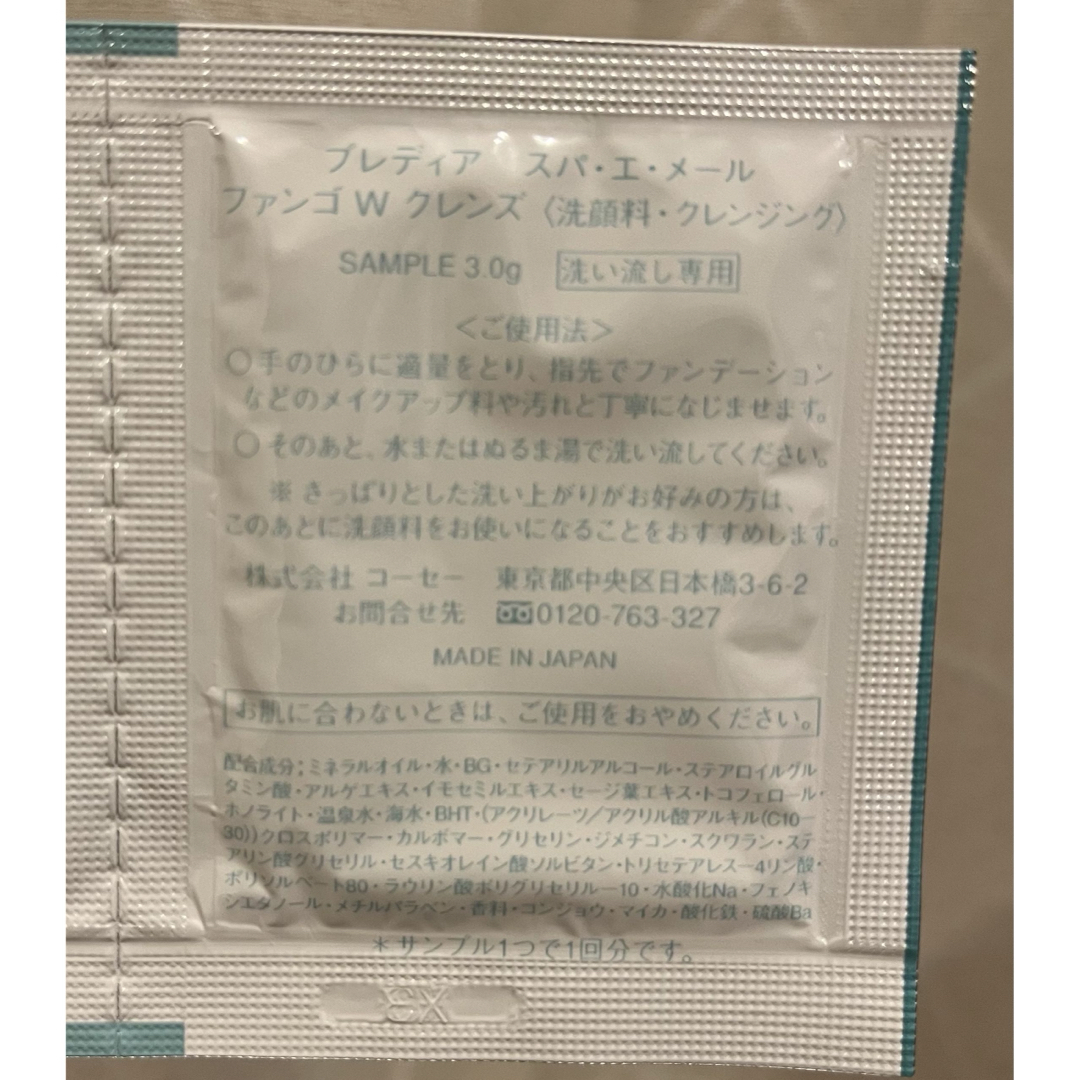 プレディア　スパ・エ・メール
ファンゴ W クレンズ〈洗顔料・クレンジング〉
SAMPLE 3.0g　洗い流し専用
＜ご使用法＞
○手のひらに適量をとり、指先でファンデーション
などのメイクアップ料や汚れと丁寧になじませます。
○そのあと、水またはぬるま湯で洗い流してください。
※さっぱりとした洗い上がりがお好みの方は、
このあとに洗顔料をお使いになることをおすすめします。
株式会社 コーセー　東京都中央区日本橋3-6-2
お問合せ先　0120-763-327
MADE IN JAPAN
お肌に合わないときは、ご使用をおやめください。
配合成分；ミネラルオイル・水・BG・セテアリルアルコール・ステアロイルグル
タミン酸・アルゲエキス・イモセミルエキス・セージ葉エキス・トコフェロール・
ホノライト・温泉水・海水・BHT・(アクリレーツ／アクリル酸アルキル(C10-
30))クロスポリマー・カルボマー・グリセリン・ジメチコン・スクワラン・ステ
アリン酸グリセリル・セスキオレイン酸ソルビタン・トリセテアレス－4リン酸・
ポリソルベート80・ラウリン酸ポリグリセリル－10・水酸化Na・フェノキ
シエタノール・メチルパラベン・香料・コンジョウ・マイカ・酸化鉄・硫酸Ba
＊サンプル1つで1回分です。